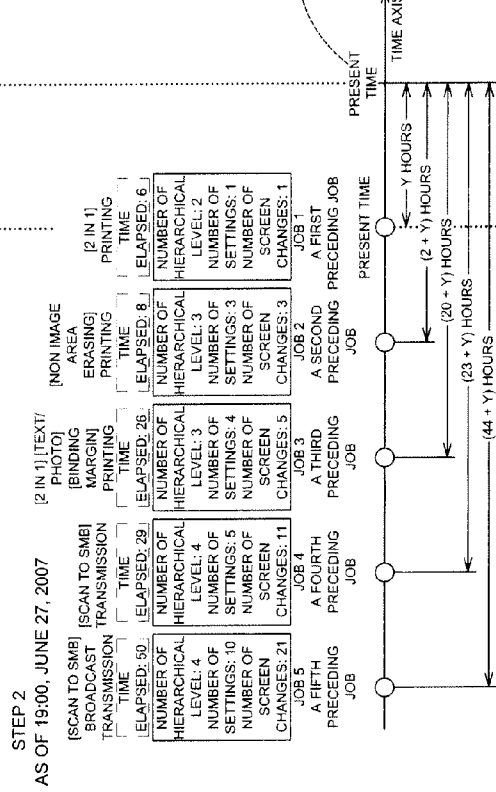 STEP 2
AS OF 19:00, JUNE 27, 2007
[SCAN TO SMB]
BROADCAST
TRANSMISSION
TIME
ELAPSED: 50
NUMBER OF
HIERARCHICAL
LEVEL: 4
NUMBER OF
SETTINGS: 10
NUMBER OF
SCREEN
CHANGES: 21
JOB 5
A FIFTH
PRECEDING
JOB
[SCAN TO SMB]
TRANSMISSION
TIME
ELAPSED: 29
NUMBER OF
HIERARCHICAL
LEVEL: 4
NUMBER OF
SETTINGS: 5
NUMBER OF
SCREEN
CHANGES: 11
JOB 4
A FOURTH
PRECEDING
JOB
[2 IN 1] [TEXT/
PHOTO]
[BINDING
MARGIN]
PRINTING
TIME
ELAPSED: 26
NUMBER OF
HIERARCHICAL
LEVEL: 3
NUMBER OF
SETTINGS: 4
NUMBER OF
SCREEN
CHANGES: 5
JOB 3
A THIRD
PRECEDING
JOB
[NON IMAGE
AREA
ERASING]
PRINTING
TIME
ELAPSED: 8
NUMBER OF
HIERARCHICAL
LEVEL: 3
NUMBER OF
SETTINGS: 3
NUMBER OF
SCREEN
CHANGES: 3
JOB 2
A SECOND
PRECEDING
JOB
[2 IN 1]
PRINTING
TIME
ELAPSED: 6
NUMBER OF
HIERARCHICAL
LEVEL: 2
NUMBER OF
SETTINGS: 1
NUMBER OF
SCREEN
CHANGES: 1
JOB 1
A FIRST
PRECEDING JOB
PRESENT TIME
PRESENT
TIME
TIME AXIS
Y HOURS
(2 + Y) HOURS
(20 + Y) HOURS
(23 + Y) HOURS
(44 + Y) HOURS